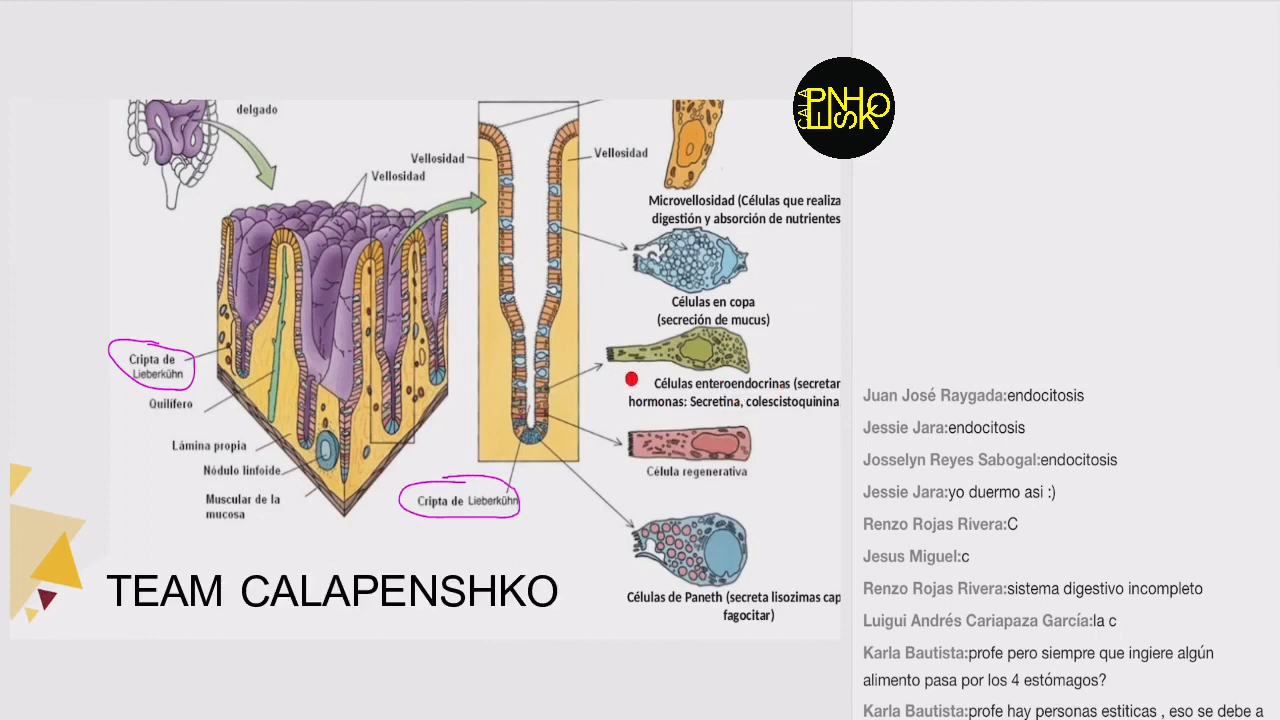 delgado
Vellosidad
Vellosidad
Vellosidad
Microvellosidad (Células que realiza
digestión y absorción de nutrientes
Células en copa
(secreción de mucus)
Células enteroendocrinas (secretar
hormonas: Secretina, colescistoquinina
Célula regenerativa
Células de Paneth (secreta lisozimas cap
fagocitar)
Cripta de
Lieberkühn
Quilífero
Lámina propia
Nódulo linfoide
Muscular de la
mucosa
Cripta de Lieberkühn
TEAM CALAPENSHKO
CALA
PENSHKO
Juan José Raygada:endocitosis
Jessie Jara:endocitosis
Josselyn Reyes Sabogal:endocitosis
Jessie Jara:yo duermo asi :)
Renzo Rojas Rivera:C
Jesus Miguel:c
Renzo Rojas Rivera:sistema digestivo incompleto
Luigui Andrés Cariapaza García:la c
Karla Bautista:profe pero siempre que ingiere algún
alimento pasa por los 4 estómagos?
Karla Bautista:profe hay personas estiticas , eso se debe a